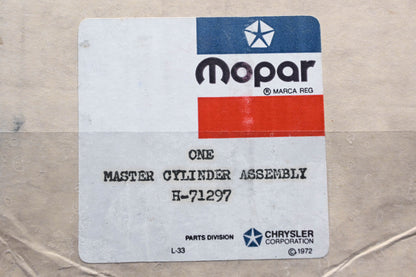 mopar
® MARCA REG
ONE
MASTER CYLINDER ASSEMBLY
H-71297
PARTS DIVISION
CHRYSLER
CORPORATION
L-33
© 1972